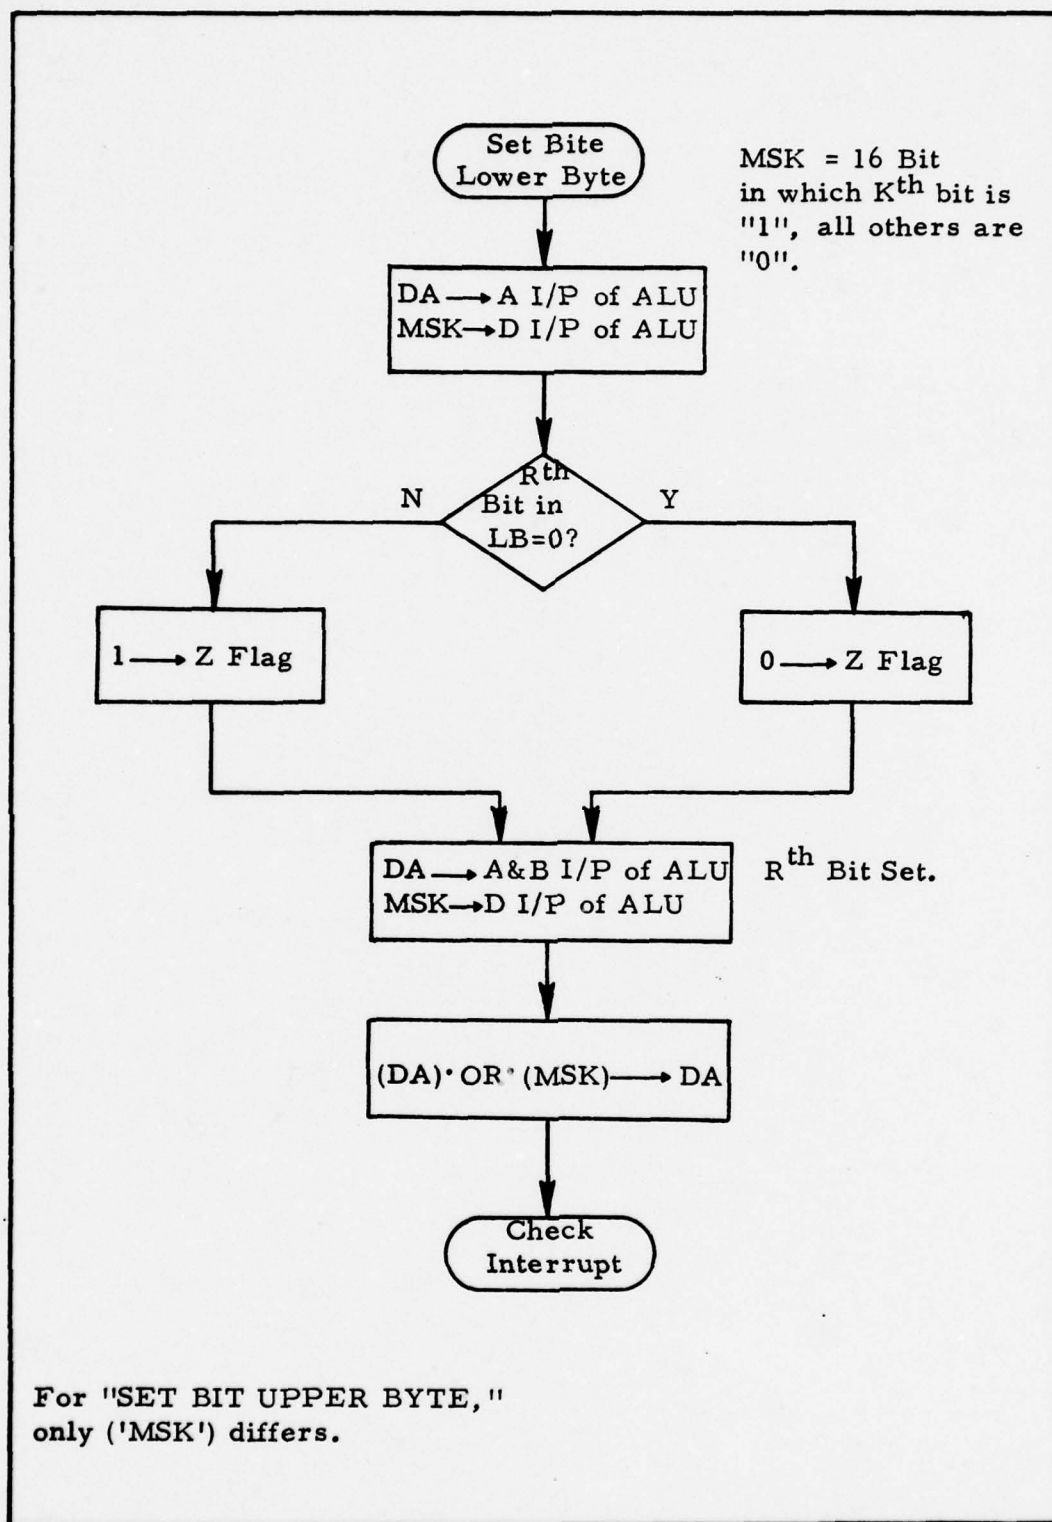 Set Bite
Lower Byte
MSK = 16 Bit
in which Kth bit is
"1", all others are
"0".
DA → A I/P of ALU
MSK → D I/P of ALU
Rth
Bit in
LB=0?
N
Y
1 → Z Flag
0 → Z Flag
DA → A&B I/P of ALU
MSK → D I/P of ALU
Rth Bit Set.
(DA)· OR · (MSK) → DA
Check
Interrupt
For "SET BIT UPPER BYTE,"
only ('MSK') differs.